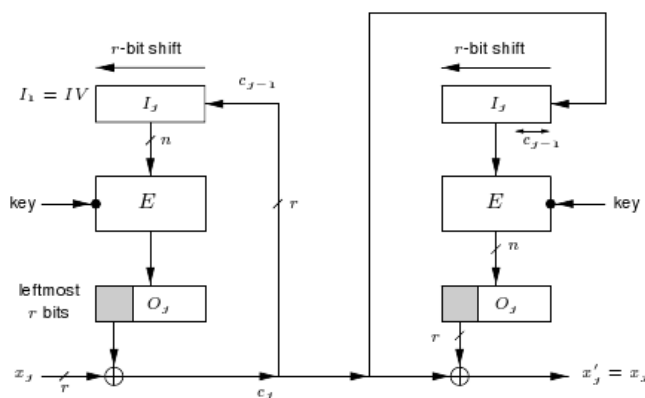 r-bit shift
r-bit shift
c_{j-1}
I_1 = IV
I_j
I_j
n
c_{j-1}
key
E
r
E
key
n
leftmost
r bits
O_j
O_j
r
x_j
r
c_j
x'_j = x_j